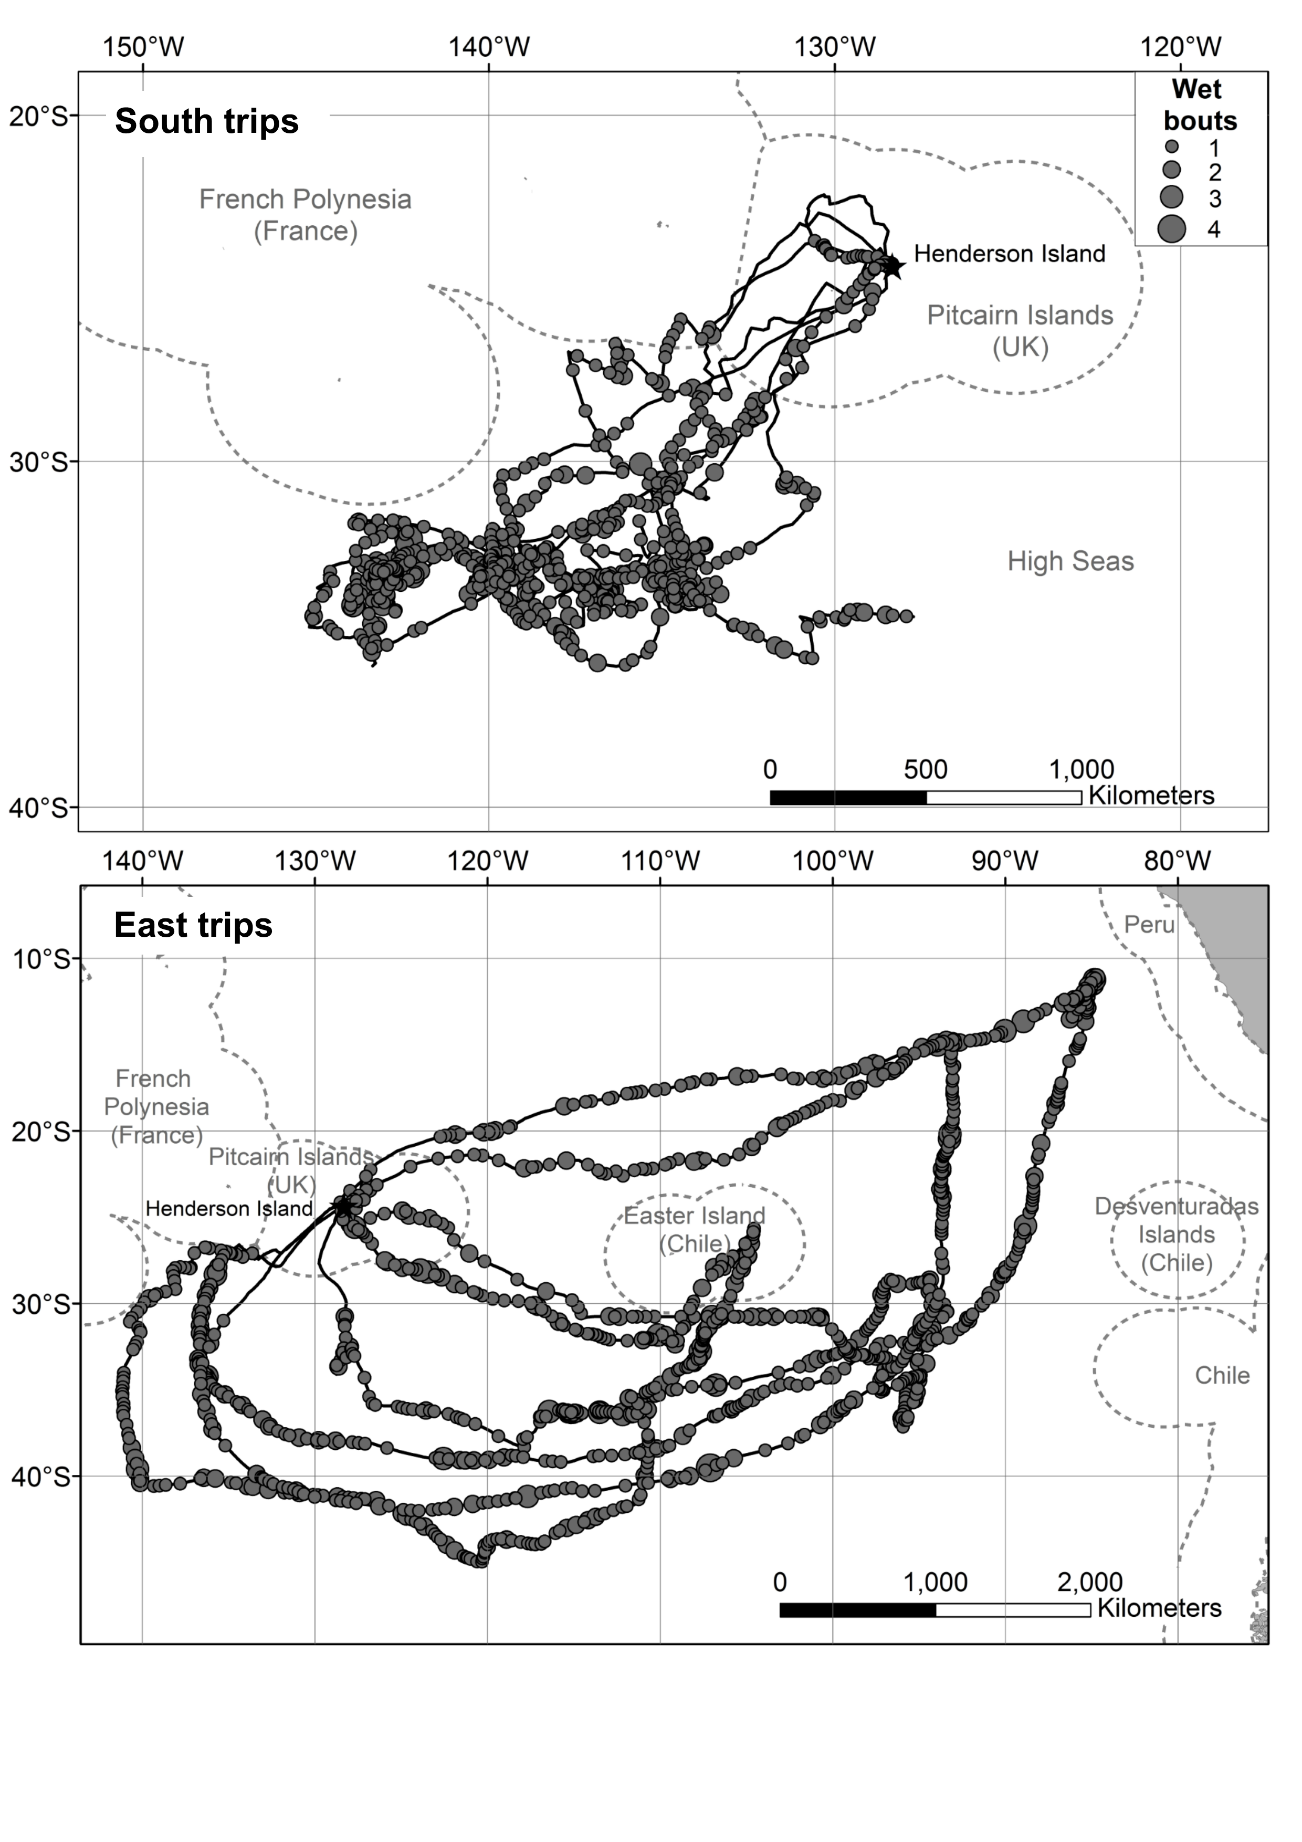 150°W 140°W 130°W 120°W
20°S
South trips
Wet
bouts
1
2
3
4
French Polynesia
(France)
Henderson Island
Pitcairn Islands
(UK)
30°S
High Seas
0 500 1,000
Kilometers
40°S
140°W 130°W 120°W 110°W 100°W 90°W 80°W
East trips
Peru
10°S
French
Polynesia
(France)
20°S
Pitcairn Islands
(UK)
Henderson Island
Easter Island
(Chile)
Desventuradas
Islands
(Chile)
30°S
Chile
40°S
0 1,000 2,000
Kilometers